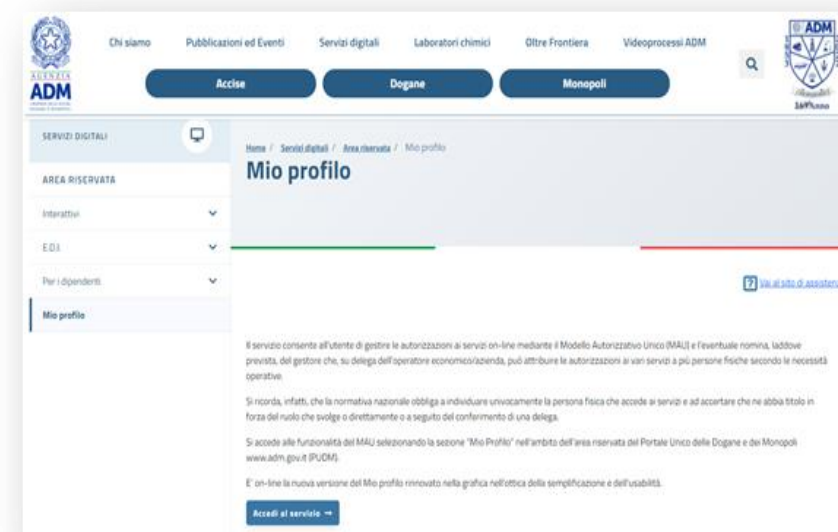 Chi siamo
Pubblicazioni ed Eventi
Servizi digitali
Laboratori chimici
Oltre Frontiera
Videoprocessi ADM
ADM
AGENZIA
ADM
Accise
Dogane
Monopoli
SERVIZI DIGITALI
Home / Servizi digitali / Area riservata / Mio profilo
Mio profilo
AREA RISERVATA
Interattivi
E.D.I.
Per i dipendenti
Mio profilo
Vai al sito di assistenz
Il servizio consente all'utente di gestire le autorizzazioni ai servizi on-line mediante il Modello Autorizzativo Unico (MAU) e l'eventuale nomina, laddove
prevista, del gestore che, su delega dell'operatore economico/azienda, può attribuire le autorizzazioni ai vari servizi a più persone fisiche secondo le necessità
operative.
Si ricorda, infatti, che la normativa nazionale obbliga a individuare univocamente la persona fisica che accede ai servizi e ad accertare che ne abbia titolo in
forza del ruolo che svolge o direttamente o a seguito del conferimento di una delega.
Si accede alle funzionalità del MAU selezionando la sezione "Mio Profilo" nell'ambito dell'area riservata del Portale Unico delle Dogane e dei Monopoli
www.adm.gov.it (PUDM).
E' on-line la nuova versione del Mio profilo rinnovato nella grafica nell'ottica della semplificazione e dell'usabilità.
Accedi al servizio →